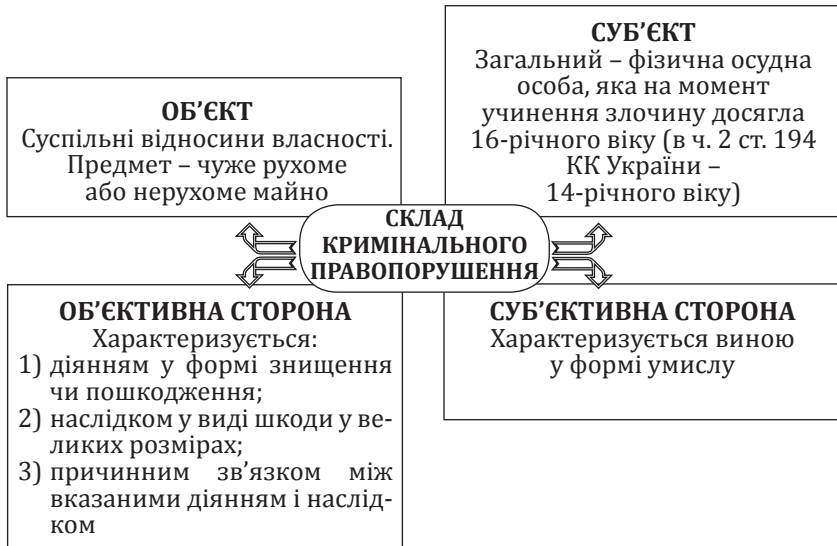 ОБ’ЄКТ
Суспільні відносини власності.
Предмет – чуже рухоме
або нерухоме майно
СУБ’ЄКТ
Загальний – фізична осудна
особа, яка на момент
учинення злочину досягла
16-річного віку (в ч. 2 ст. 194
КК України –
14-річного віку)
СКЛАД
КРИМІНАЛЬНОГО
ПРАВОПОРУШЕННЯ
ОБ’ЄКТИВНА СТОРОНА
Характеризується:
1) діянням у формі знищення
чи пошкодження;
2) наслідком у виді шкоди у ве-
ликих розмірах;
3) причинним зв’язком між
вказаними діянням і наслід-
ком
СУБ’ЄКТИВНА СТОРОНА
Характеризується виною
у формі умислу